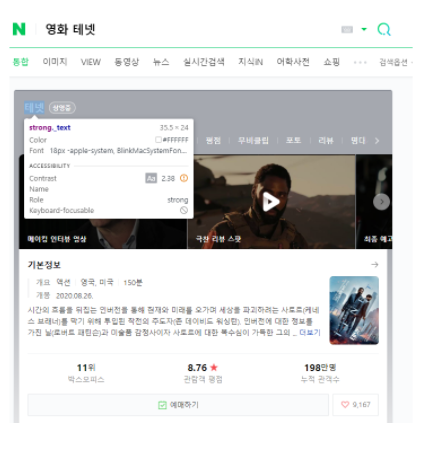 N 영화 테넷
통합 이미지 VIEW 동영상 뉴스 실시간검색 지식iN 어학사전 쇼핑 ··· 검색옵션
테넷 상영중
strong._text 35.5 × 24
Color #FFFFFF
Font 18px -apple-system, BlinkMacSystemFon...
ACCESSIBILITY
Contrast Aa 2.38
Name
Role strong
Keyboard-focusable
평점 무비클립 포토 리뷰 명대
메이킹 인터뷰 영상 극찬 리뷰 스팟 최종 예고
기본정보
개요 액션 영국, 미국 150분
개봉 2020.08.26.
시간의 흐름을 뒤집는 인버전을 통해 현재와 미래를 오가며 세상을 파괴하려는 사토르(케네
스 브래너)를 막기 위해 투입된 작전의 주도자(존 데이비드 워싱턴). 인버전에 대한 정보를
가진 닐(로버트 패틴슨)과 미술품 감정사이자 사토르에 대한 복수심이 가득한 그의 ... 더보기
11위 8.76 ★ 198만명
박스오피스 관람객 평점 누적 관객수
예매하기 9,167